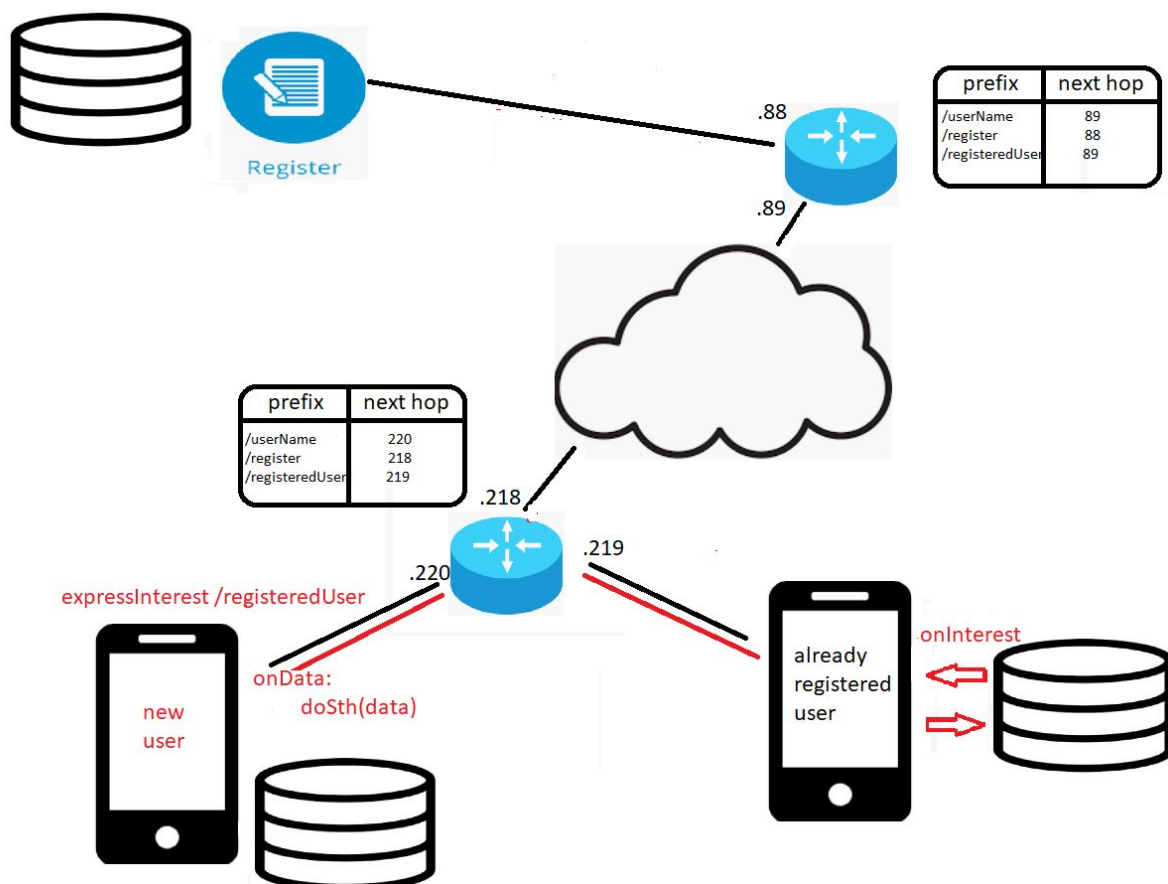 Register
.88
prefix next hop
/userName 89
/register 88
/registeredUser 89
.89
prefix next hop
/userName 220
/register 218
/registeredUser 219
.218
.219
.220
expressInterest /registeredUser
onData:
doSth(data)
new
user
already
registered
user
onInterest